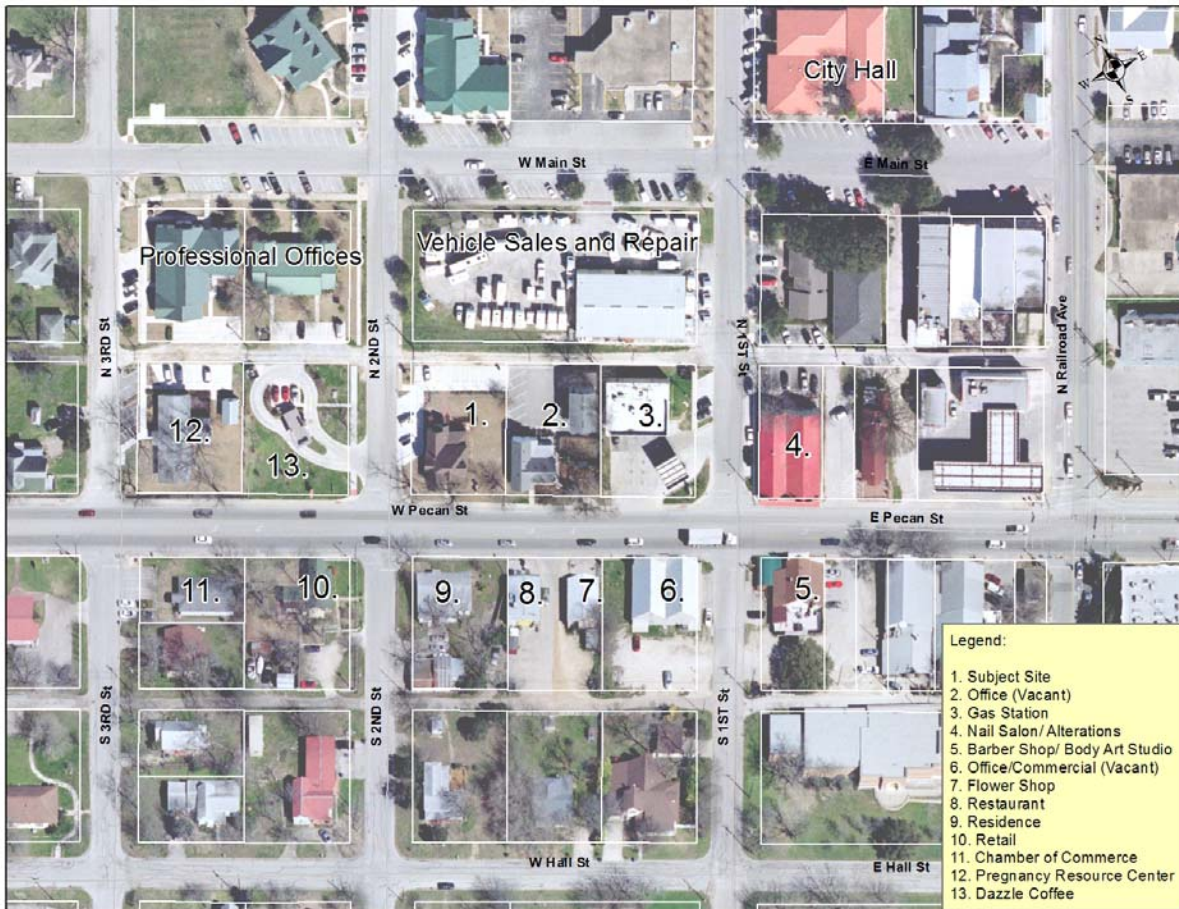 City Hall
N
E
W
S
W Main St
E Main St
Professional Offices
Vehicle Sales and Repair
N 3RD St
N 2ND St
N 1ST St
N Railroad Ave
1.
2.
3.
4.
12.
13.
W Pecan St
E Pecan St
11.
10.
9.
8.
7.
6.
5.
S 3RD St
S 2ND St
S 1ST St
W Hall St
E Hall St
Legend:
1. Subject Site
2. Office (Vacant)
3. Gas Station
4. Nail Salon/ Alterations
5. Barber Shop/ Body Art Studio
6. Office/Commercial (Vacant)
7. Flower Shop
8. Restaurant
9. Residence
10. Retail
11. Chamber of Commerce
12. Pregnancy Resource Center
13. Dazzle Coffee